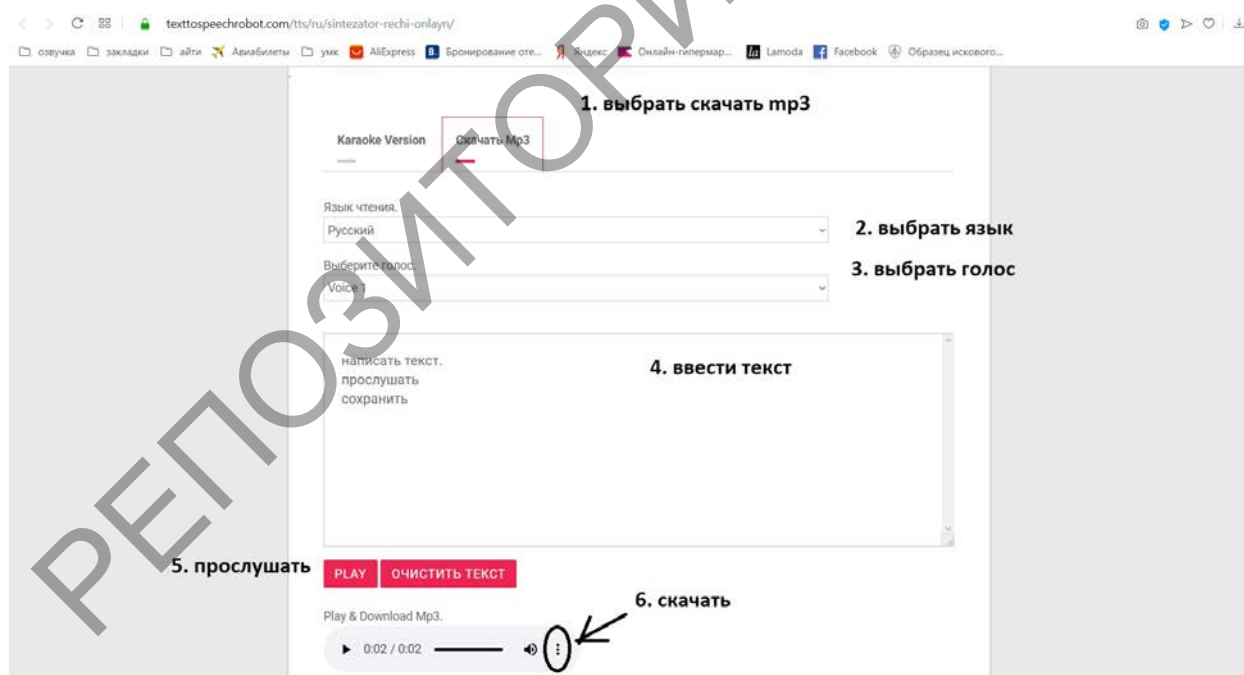 texttospeechrobot.com/tts/ru/sintezator-rechi-onlayn/
озвучка закладки айти Авиабилеты умк AliExpress Бронирование оте... Яндекс Онлайн-гипермар... Lamoda Facebook Образец искового...
1. выбрать скачать mp3
Karaoke Version Скачать Mp3
Язык чтения.
Русский
2. выбрать язык
Выберите голос.
3. выбрать голос
Voice 1
написать текст.
4. ввести текст
прослушать
сохранить
5. прослушать
PLAY ОЧИСТИТЬ ТЕКСТ
6. скачать
Play & Download Mp3.
0:02 / 0:02